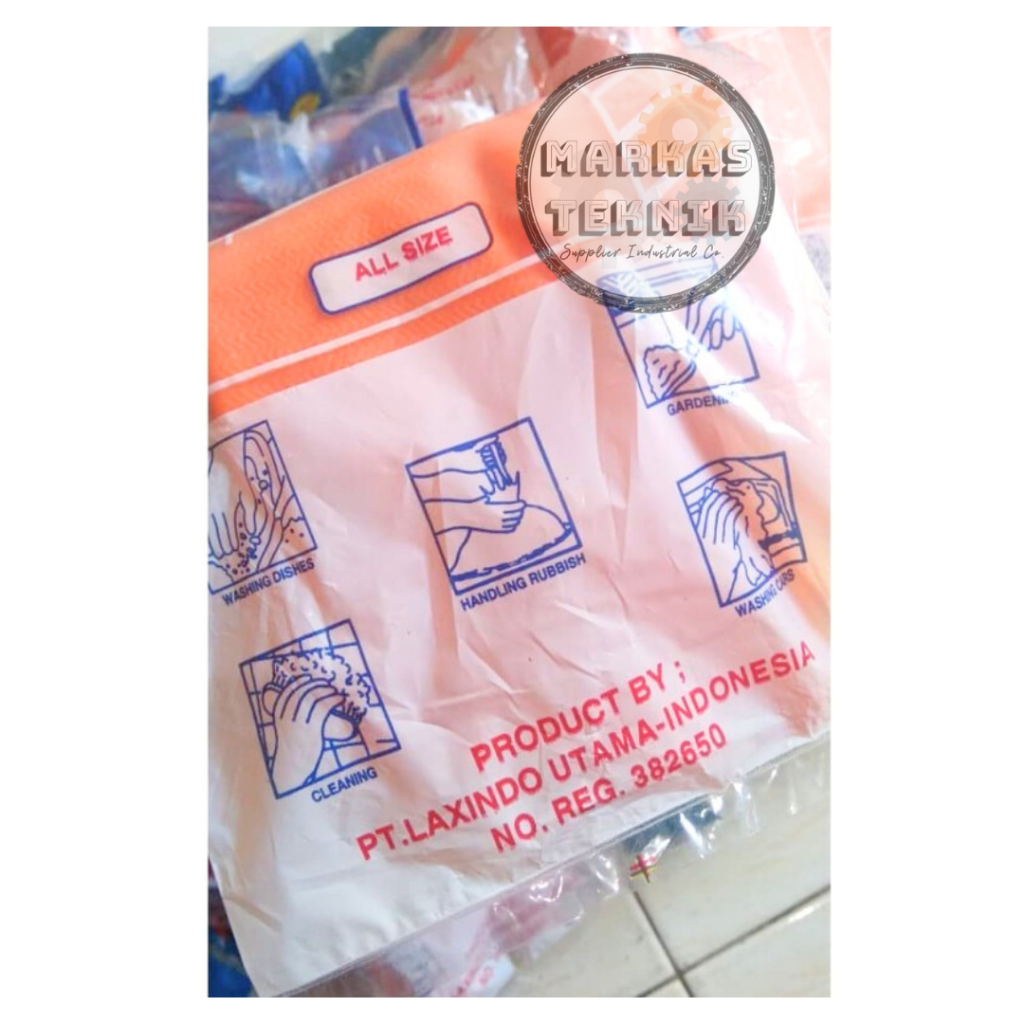 MARKAS
TEKNIK
Supplier Industrial Co.
ALL SIZE
WASHING DISHES
HANDLING RUBBISH
WASHING CARS
CLEANING
PRODUCT BY ;
PT.LAXINDO UTAMA-INDONESIA
NO. REG. 382650